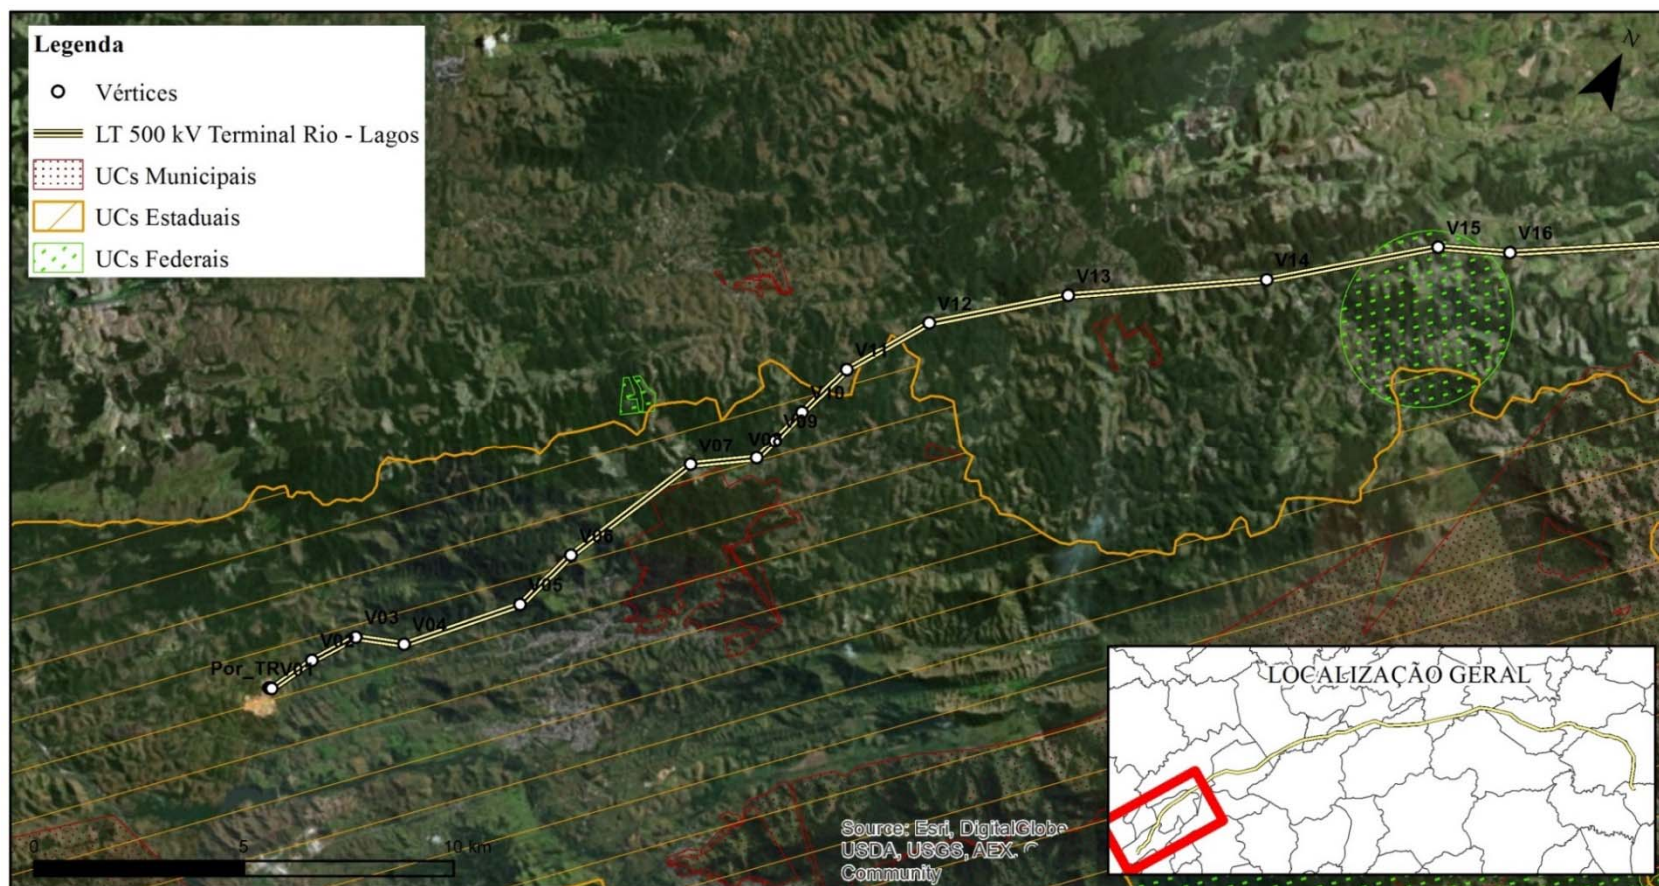 Legenda
Vértices
LT 500 kV Terminal Rio - Lagos
UCs Municipais
UCs Estaduais
UCs Federais
N
V15
V16
V14
V13
V12
V11
V10
V09
V07
V08
V06
V05
V03
V04
V02
Por_TRV01
LOCALIZAÇÃO GERAL
0
5
10 km
Source: Esri, DigitalGlobe
USDA, USGS, AEX.
Community